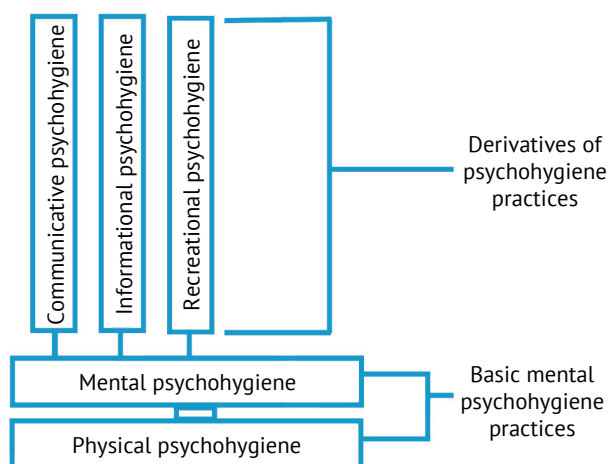 Communicative psychohygiene
Informational psychohygiene
Recreational psychohygiene
Derivatives of
psychohygiene
practices
Mental psychohygiene
Physical psychohygiene
Basic mental
psychohygiene
practices